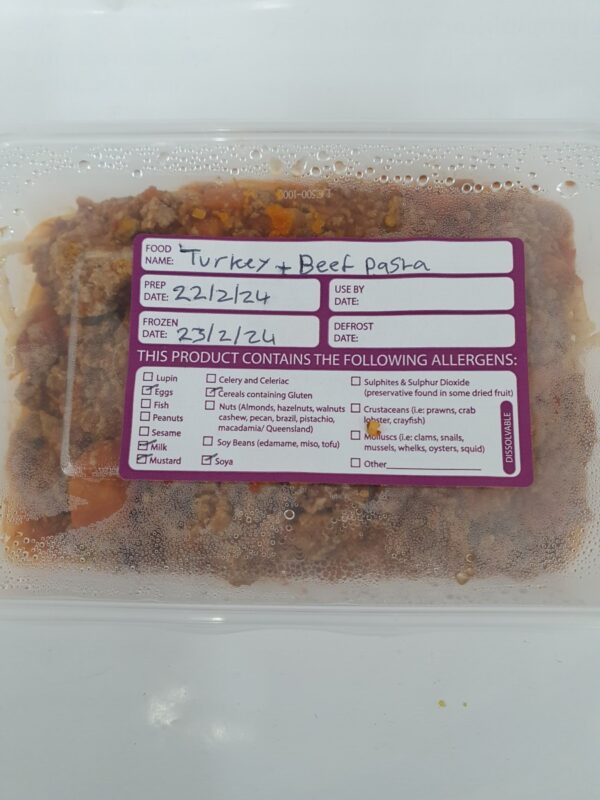 FOOD NAME: Turkey + Beef pasta
PREP DATE: 22/2/24
USE BY DATE:
FROZEN DATE: 23/2/24
DEFROST DATE:
THIS PRODUCT CONTAINS THE FOLLOWING ALLERGENS:
Lupin
Eggs
Fish
Peanuts
Sesame
Milk
Mustard
Celery and Celeriac
Cereals containing Gluten
Nuts (Almonds, hazelnuts, walnuts
cashew, pecan, brazil, pistachio,
macadamia/ Queensland)
Soy Beans (edamame, miso, tofu)
Soya
Sulphites & Sulphur Dioxide
(preservative found in some dried fruit)
Crustaceans (i.e: prawns, crab
lobster, crayfish)
Molluscs (i.e: clams, snails,
mussels, whelks, oysters, squid)
Other
DISSOLVABLE